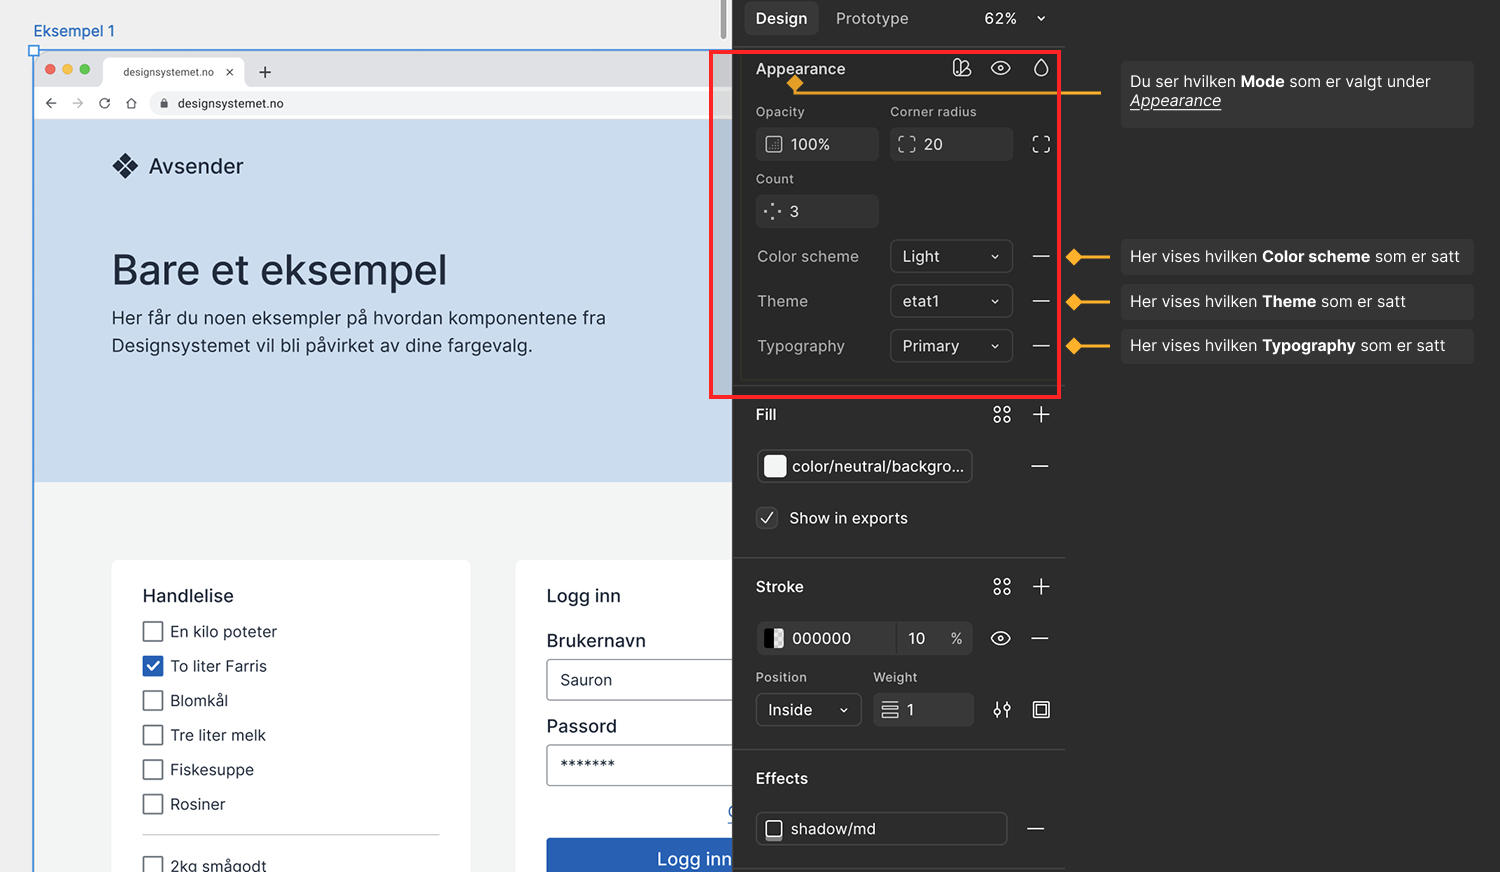 Eksempel 1
designsystemet.no
designsystemet.no
Avsender
Bare et eksempel
Her får du noen eksempler på hvordan komponentene fra
Designsystemet vil bli påvirket av dine fargevalg.
Handlelise
En kilo poteter
To liter Farris
Blomkål
Tre liter melk
Fiskesuppe
Rosiner
2kg smågodt
Logg inn
Brukernavn
Sauron
Passord
*******
Logg inn
Design Prototype 62%
Appearance
Opacity Corner radius
100% 20
Count
3
Color scheme Light
Theme etat1
Typography Primary
Fill
color/neutral/backgro...
Show in exports
Stroke
000000 10 %
Position Weight
Inside 1
Effects
shadow/md
Du ser hvilken Mode som er valgt under
Appearance
Her vises hvilken Color scheme som er satt
Her vises hvilken Theme som er satt
Her vises hvilken Typography som er satt